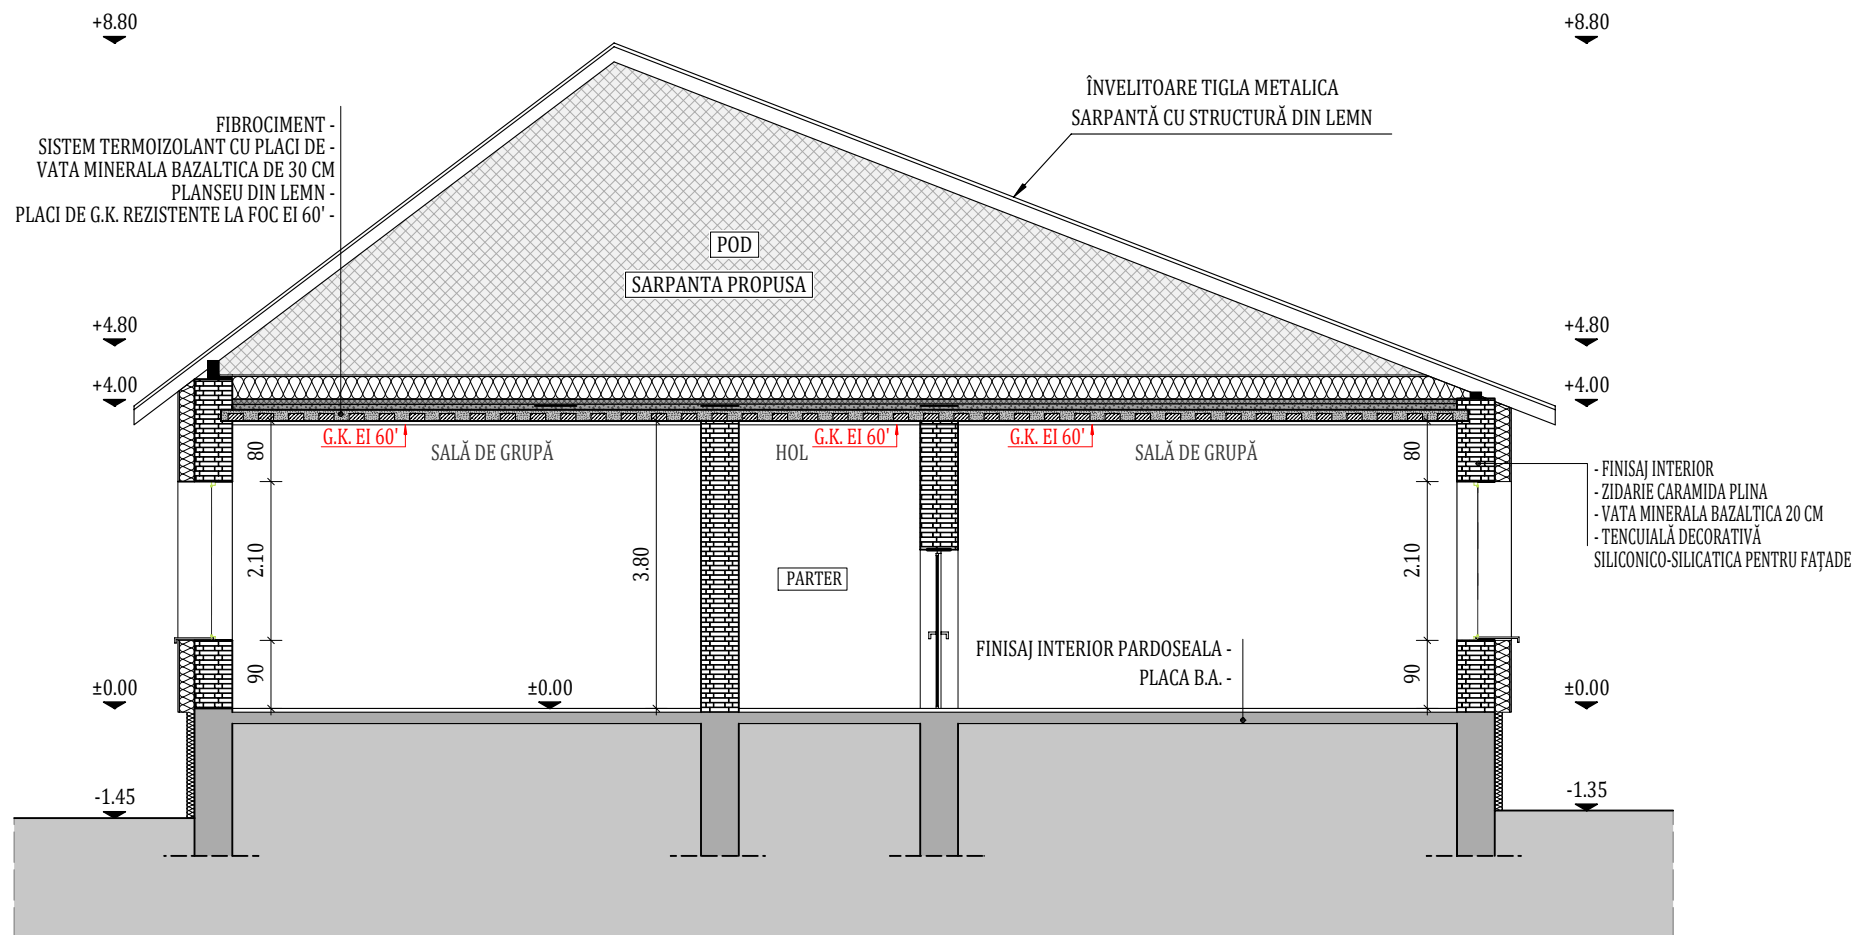 +8.80
+8.80
ÎNVELITOARE TIGLA METALICA
SARPANTĂ CU STRUCTURĂ DIN LEMN
FIBROCIMENT -
SISTEM TERMOIZOLANT CU PLACI DE -
VATA MINERALA BAZALTICA DE 30 CM
PLANSEU DIN LEMN -
PLACI DE G.K. REZISTENTE LA FOC EI 60' -
POD
SARPANTA PROPUSA
+4.80
+4.80
+4.00
+4.00
G.K. EI 60'
G.K. EI 60'
G.K. EI 60'
80
SALĂ DE GRUPĂ
HOL
SALĂ DE GRUPĂ
80
- FINISAJ INTERIOR
- ZIDARIE CARAMIDA PLINA
- VATA MINERALA BAZALTICA 20 CM
- TENCUIALĂ DECORATIVĂ
SILICONICO-SILICATICA PENTRU FAȚADE
2.10
3.80
PARTER
2.10
FINISAJ INTERIOR PARDOSEALA -
PLACA B.A. -
90
90
±0.00
±0.00
±0.00
-1.45
-1.35